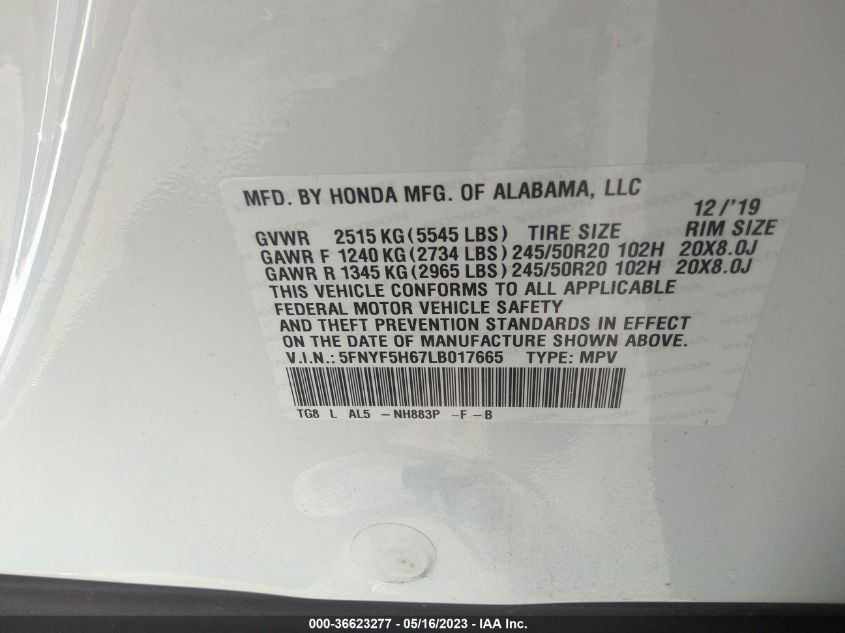 MFD. BY HONDA MFG. OF ALABAMA, LLC
12/'19
GVWR 2515 KG (5545 LBS) TIRE SIZE RIM SIZE
GAWR F 1240 KG (2734 LBS) 245/50R20 102H 20X8.0J
GAWR R 1345 KG (2965 LBS) 245/50R20 102H 20X8.0J
THIS VEHICLE CONFORMS TO ALL APPLICABLE
FEDERAL MOTOR VEHICLE SAFETY
AND THEFT PREVENTION STANDARDS IN EFFECT
ON THE DATE OF MANUFACTURE SHOWN ABOVE.
V.I.N.: 5FNYF5H67LB017665 TYPE: MPV
TG8 L AL5 - NH883P -F-B
000-36623277 - 05/16/2023 - IAA Inc.